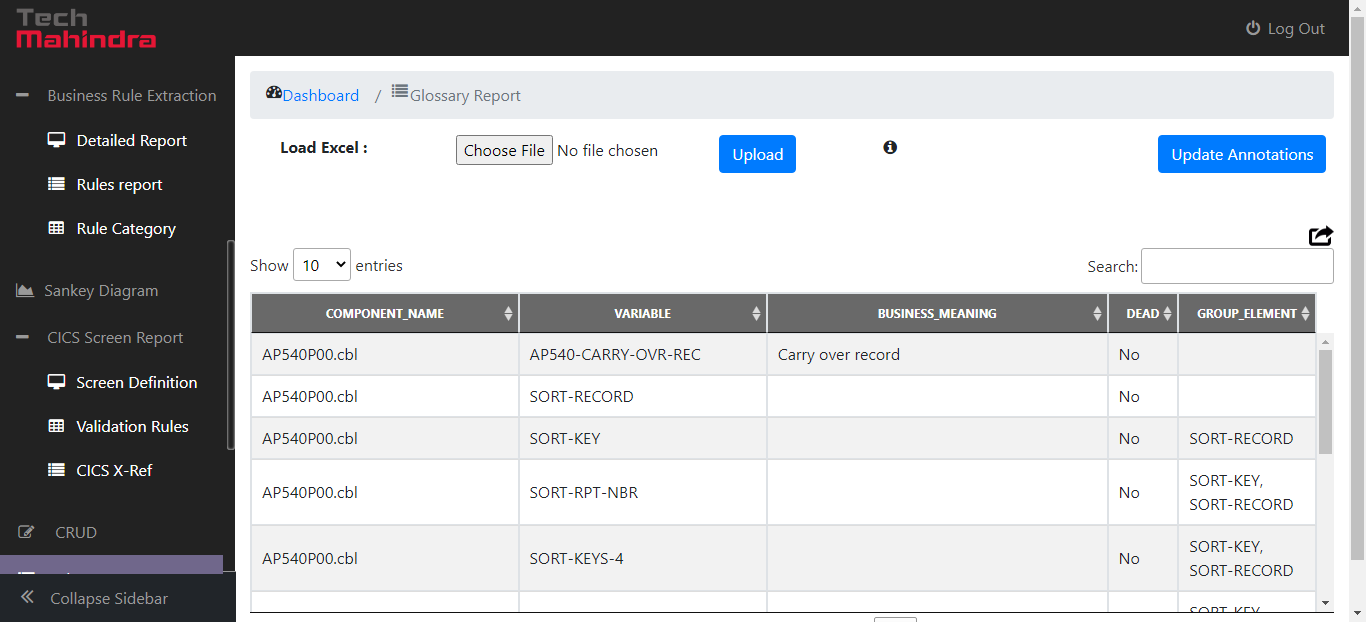 Tech
Mahindra
Log Out
Business Rule Extraction
Detailed Report
Rules report
Rule Category
Sankey Diagram
CICS Screen Report
Screen Definition
Validation Rules
CICS X-Ref
CRUD
Collapse Sidebar
Dashboard / Glossary Report
Load Excel : Choose File No file chosen Upload Update Annotations
Show 10 entries Search:
COMPONENT_NAME VARIABLE BUSINESS_MEANING DEAD GROUP_ELEMENT
AP540P00.cbl AP540-CARRY-OVR-REC Carry over record No
AP540P00.cbl SORT-RECORD No
AP540P00.cbl SORT-KEY No SORT-RECORD
AP540P00.cbl SORT-RPT-NBR No SORT-KEY,
SORT-RECORD
AP540P00.cbl SORT-KEYS-4 No SORT-KEY,
SORT-RECORD
SORT-KEY,